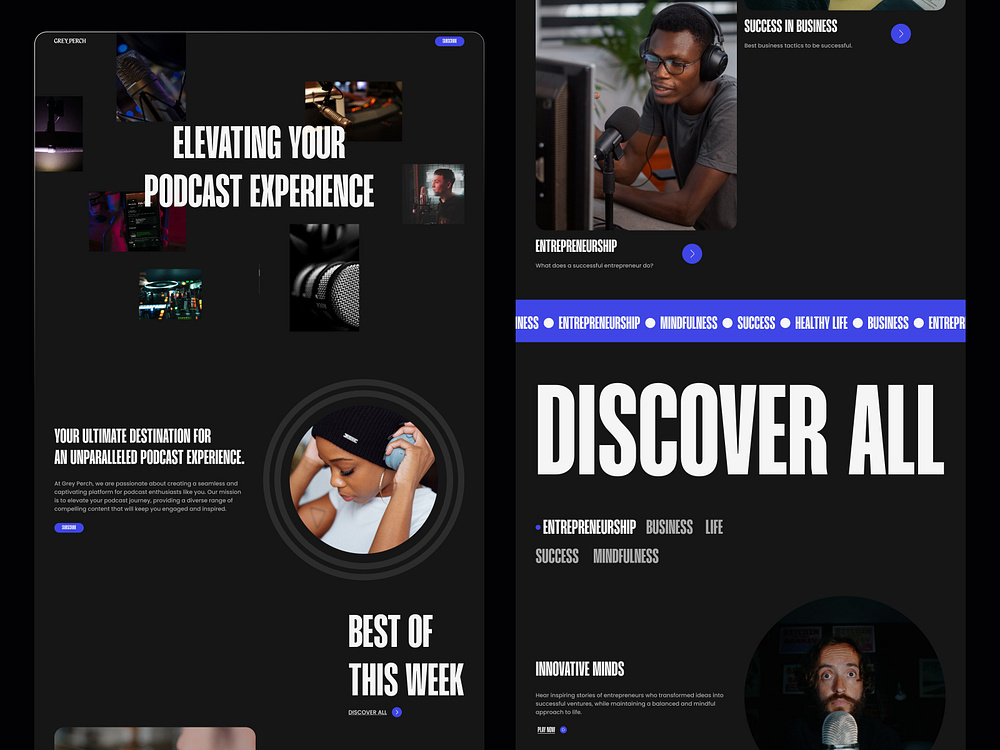 GREY PERCH
SUBSCRIBE
ELEVATING YOUR
PODCAST EXPERIENCE
YOUR ULTIMATE DESTINATION FOR
AN UNPARALLELED PODCAST EXPERIENCE.
At Grey Perch, we are passionate about creating a seamless and
captivating platform for podcast enthusiasts like you. Our mission
is to elevate your podcast journey, providing a diverse range of
compelling content that will keep you engaged and inspired.
SUBSCRIBE
BEST OF
THIS WEEK
DISCOVER ALL
SUCCESS IN BUSINESS
Best business tactics to be successful.
ENTREPRENEURSHIP
What does a successful entrepreneur do?
INESS ENTREPRENEURSHIP MINDFULNESS SUCCESS HEALTHY LIFE BUSINESS ENTREPR
DISCOVER ALL
ENTREPRENEURSHIP BUSINESS LIFE
SUCCESS MINDFULNESS
INNOVATIVE MINDS
Hear inspiring stories of entrepreneurs who transformed ideas into
successful ventures, while maintaining a balanced and mindful
approach to life.
PLAY NOW